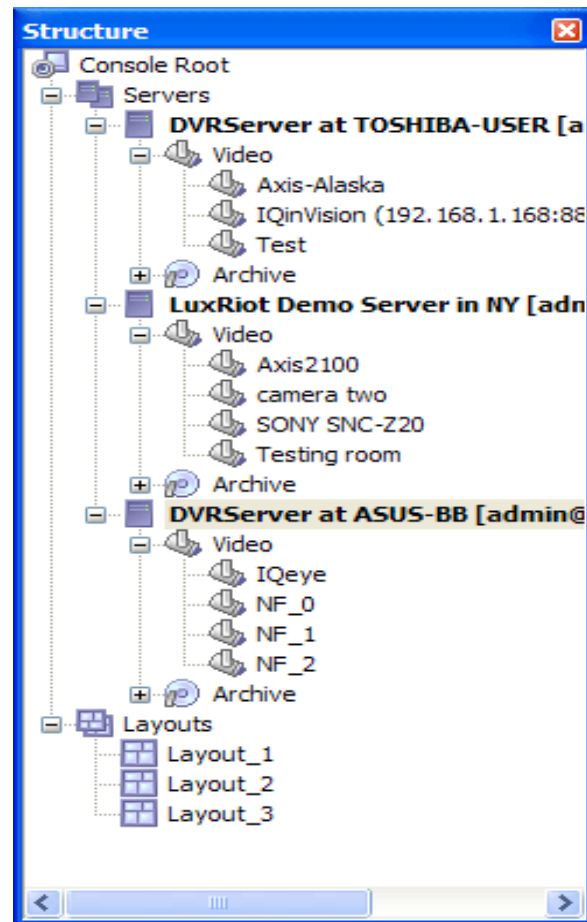 Structure
Console Root
Servers
DVRServer at TOSHIBA-USER [a
Video
Axis-Alaska
IQinVision (192.168.1.168:88
Test
Archive
LuxRiot Demo Server in NY [adn
Video
Axis2100
camera two
SONY SNC-Z20
Testing room
Archive
DVRServer at ASUS-BB [admin@
Video
IQeye
NF_0
NF_1
NF_2
Archive
Layouts
Layout_1
Layout_2
Layout_3